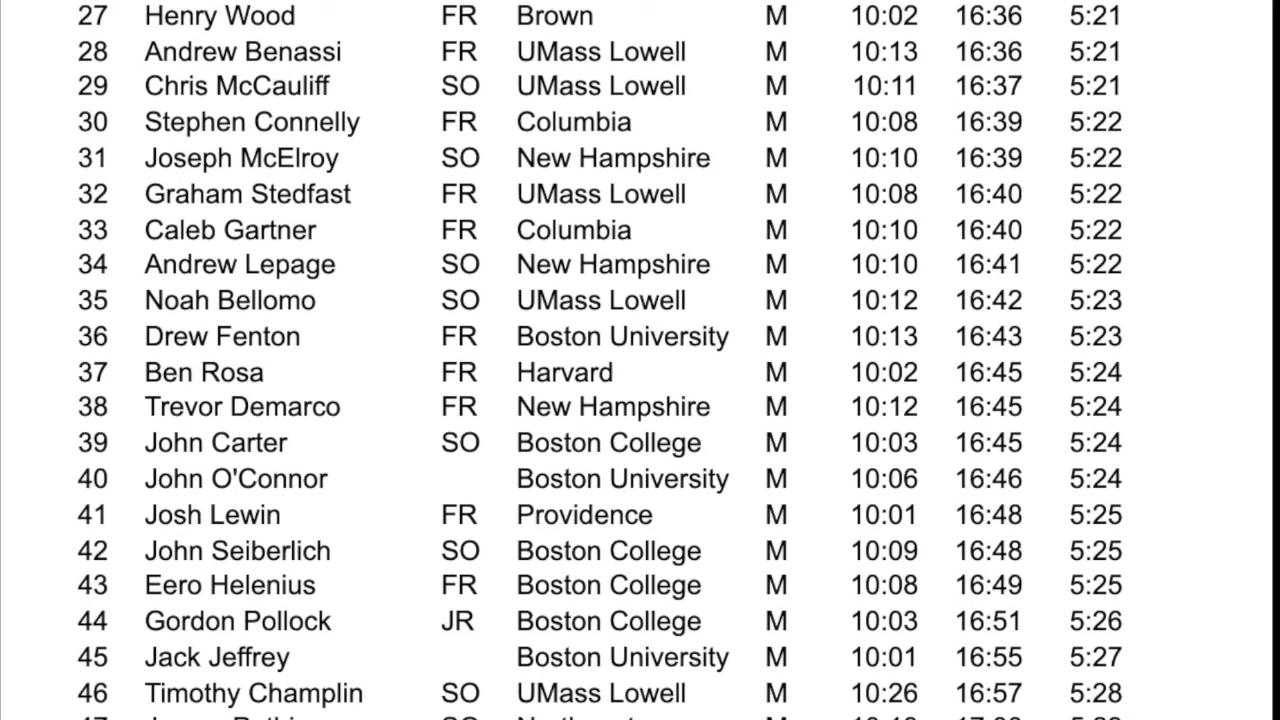 27 Henry Wood FR Brown M 10:02 16:36 5:21
28 Andrew Benassi FR UMass Lowell M 10:13 16:36 5:21
29 Chris McCauliff SO UMass Lowell M 10:11 16:37 5:21
30 Stephen Connelly FR Columbia M 10:08 16:39 5:22
31 Joseph McElroy SO New Hampshire M 10:10 16:39 5:22
32 Graham Stedfast FR UMass Lowell M 10:08 16:40 5:22
33 Caleb Gartner FR Columbia M 10:10 16:40 5:22
34 Andrew Lepage SO New Hampshire M 10:10 16:41 5:22
35 Noah Bellomo SO UMass Lowell M 10:12 16:42 5:23
36 Drew Fenton FR Boston University M 10:13 16:43 5:23
37 Ben Rosa FR Harvard M 10:02 16:45 5:24
38 Trevor Demarco FR New Hampshire M 10:12 16:45 5:24
39 John Carter SO Boston College M 10:03 16:45 5:24
40 John O'Connor Boston University M 10:06 16:46 5:24
41 Josh Lewin FR Providence M 10:01 16:48 5:25
42 John Seiberlich SO Boston College M 10:09 16:48 5:25
43 Eero Helenius FR Boston College M 10:08 16:49 5:25
44 Gordon Pollock JR Boston College M 10:03 16:51 5:26
45 Jack Jeffrey Boston University M 10:01 16:55 5:27
46 Timothy Champlin SO UMass Lowell M 10:26 16:57 5:28